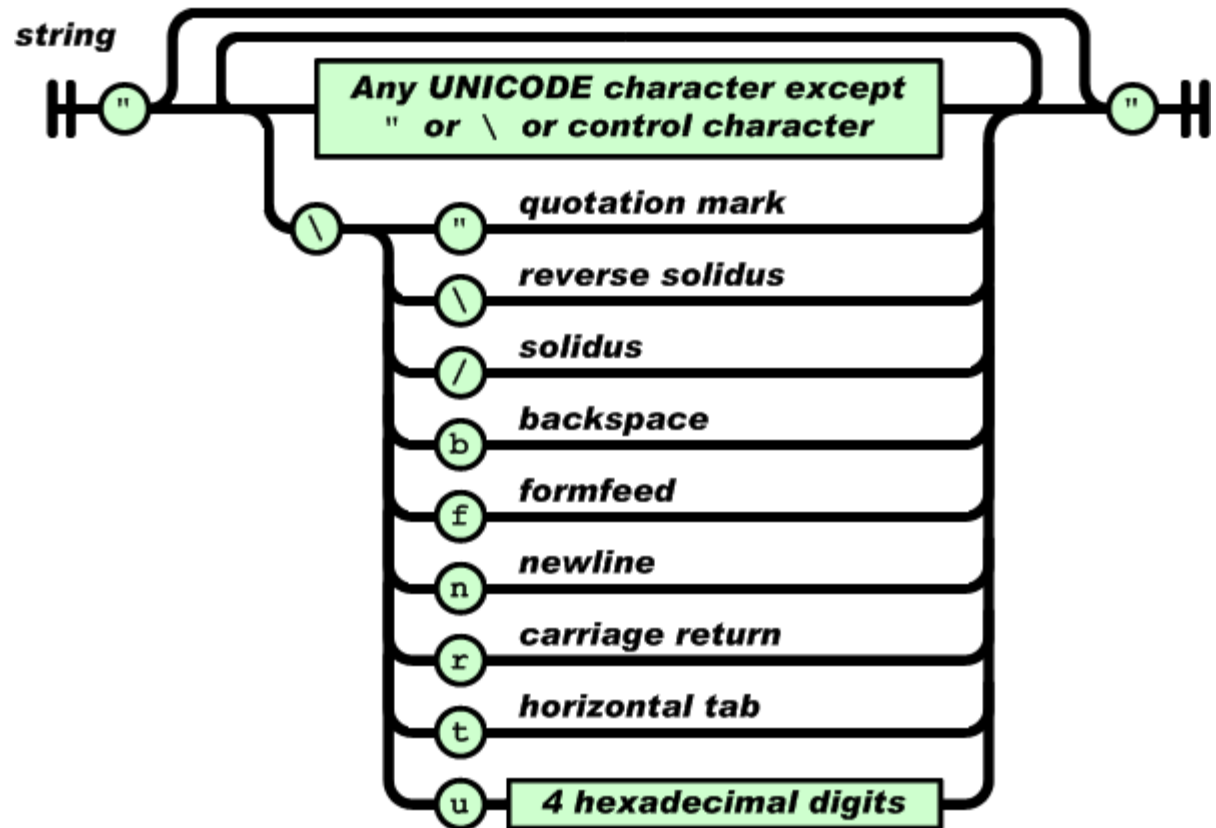 string
"
Any UNICODE character except
" or \ or control character
"
\
" quotation mark
\ reverse solidus
/ solidus
b backspace
f formfeed
n newline
r carriage return
t horizontal tab
u 4 hexadecimal digits